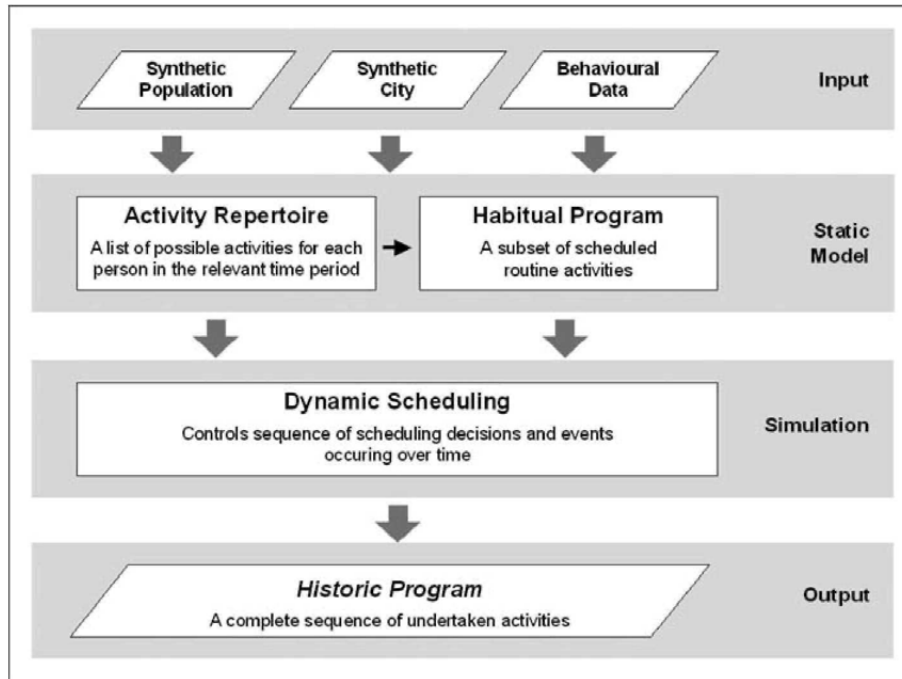 Synthetic Population
Synthetic City
Behavioural Data
Input
Activity Repertoire
A list of possible activities for each
person in the relevant time period
Habitual Program
A subset of scheduled
routine activities
Static
Model
Dynamic Scheduling
Controls sequence of scheduling decisions and events
occuring over time
Simulation
Historic Program
A complete sequence of undertaken activities
Output